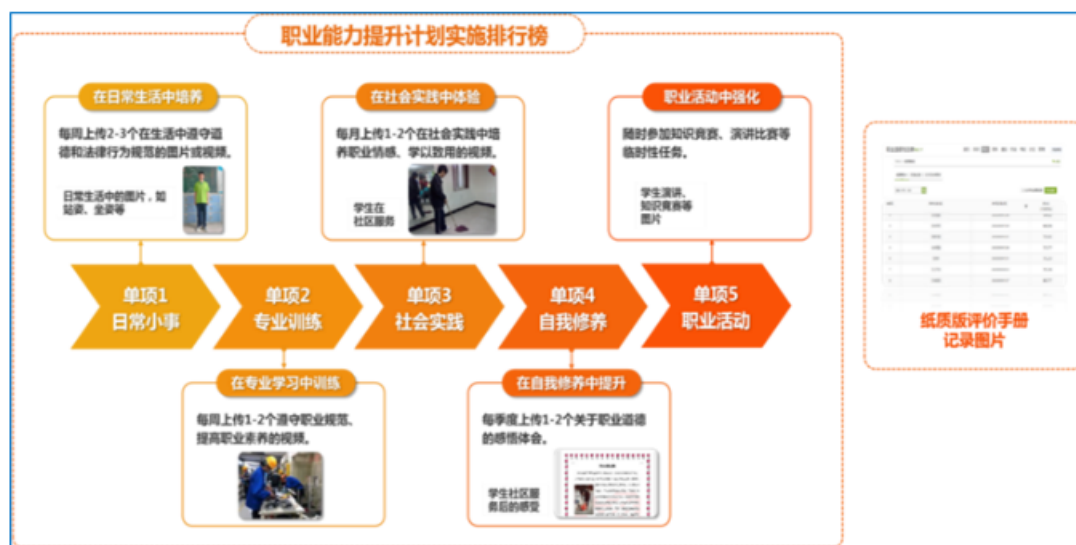 职业能力提升计划实施排行榜
在日常生活中培养
每周上传2-3个在生活中遵守道
德和法律行为规范的图片或视频。
日常生活中的图片，如
站姿、坐姿等
在社会实践中体验
每月上传1-2个在社会实践中培
养职业情感、学以致用的视频。
学生在
社区服务
职业活动中强化
随时参加知识竞赛、演讲比赛等
临时性任务。
学生演讲、
知识竞赛等
图片
单项1
日常小事
单项2
专业训练
单项3
社会实践
单项4
自我修养
单项5
职业活动
在专业学习中训练
每周上传1-2个遵守职业规范、
提高职业素养的视频。
在自我修养中提升
每季度上传1-2个关于职业道德
的感悟体会。
学生社区服
务后的感受
纸质版评价手册
记录图片